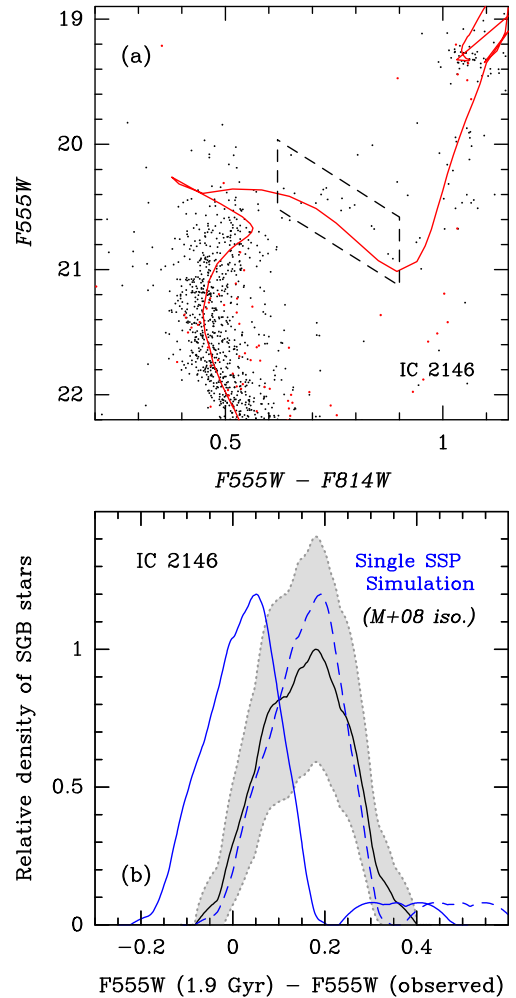 19
(a)
20
F555W
21
IC 2146
22
0.5
1
F555W − F814W
IC 2146
Single SSP
Simulation
(M+08 iso.)
1
Relative density of SGB stars
0.5
(b)
0
−0.2
0
0.2
0.4
F555W (1.9 Gyr) − F555W (observed)